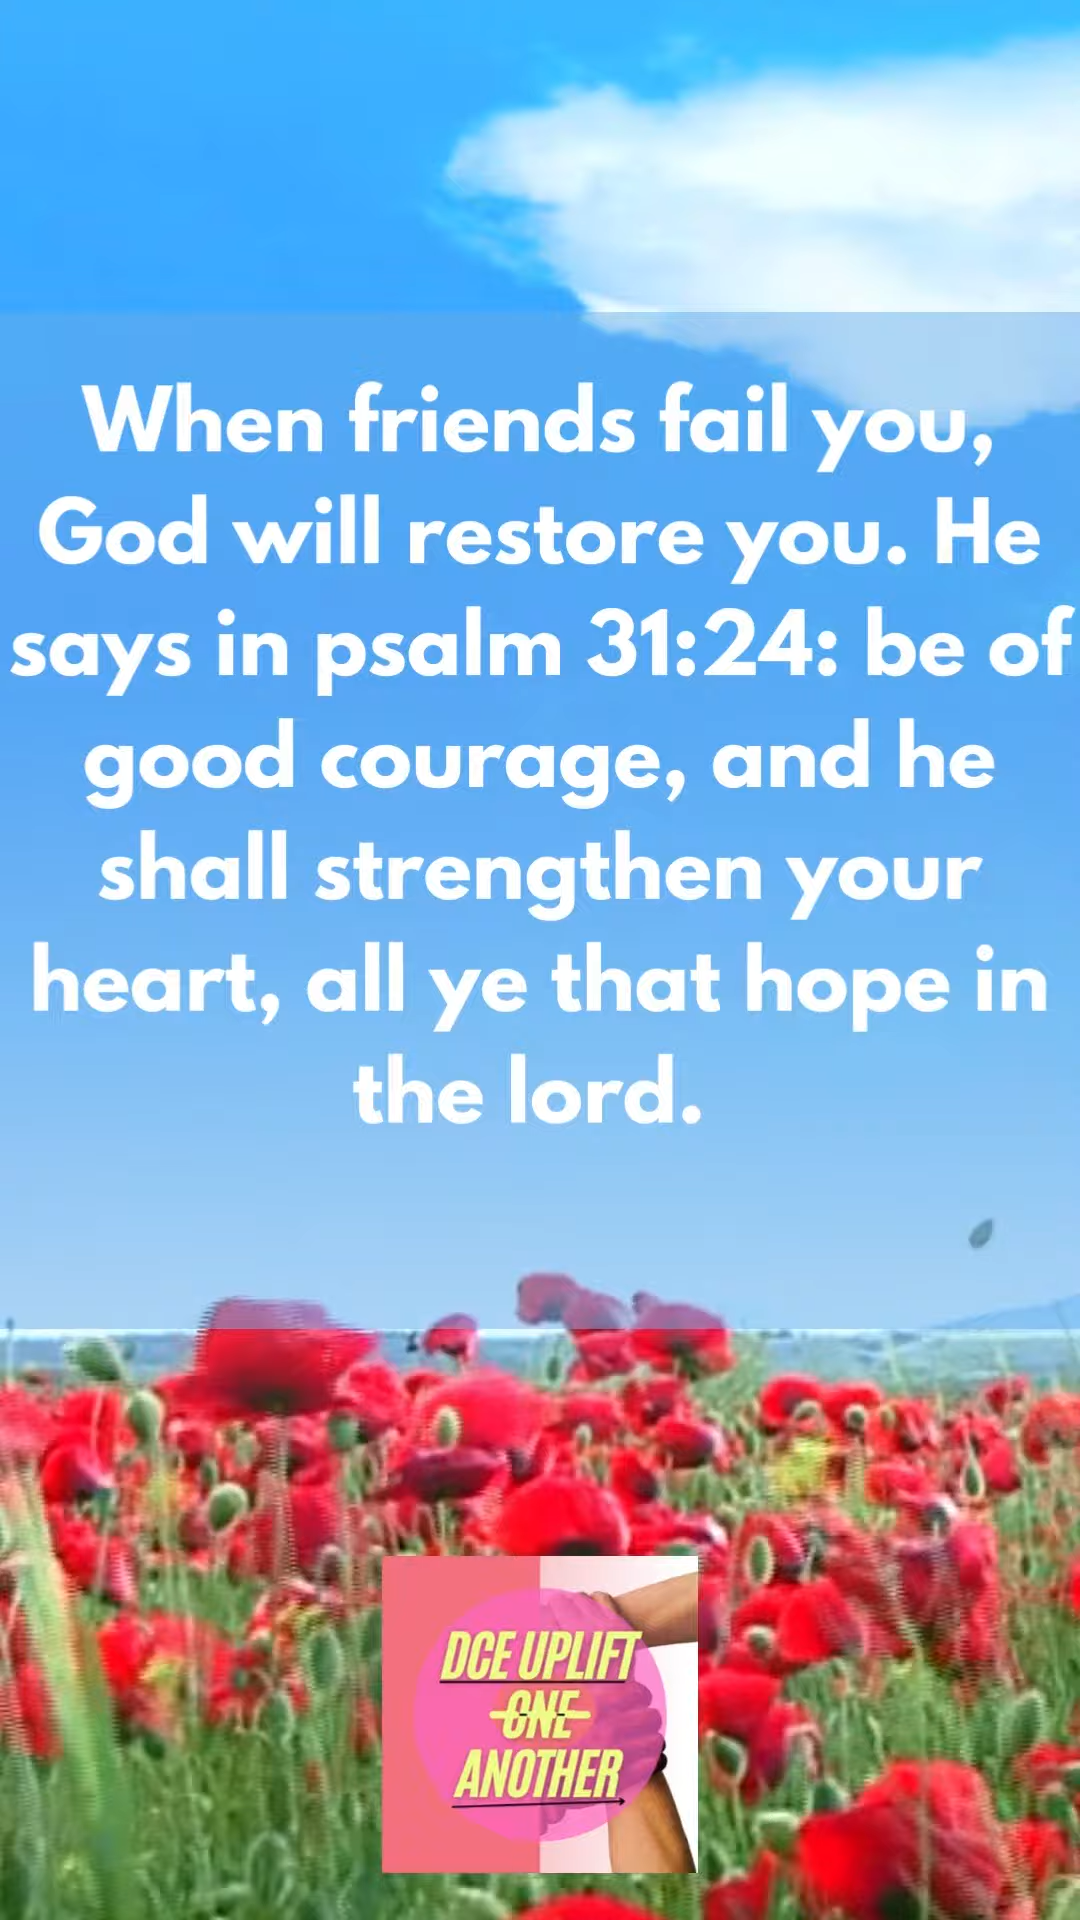 When friends fail you,
God will restore you. He
says in psalm 31:24: be of
good courage, and he
shall strengthen your
heart, all ye that hope in
the lord.
DCE UPLIFT
ONE
ANOTHER